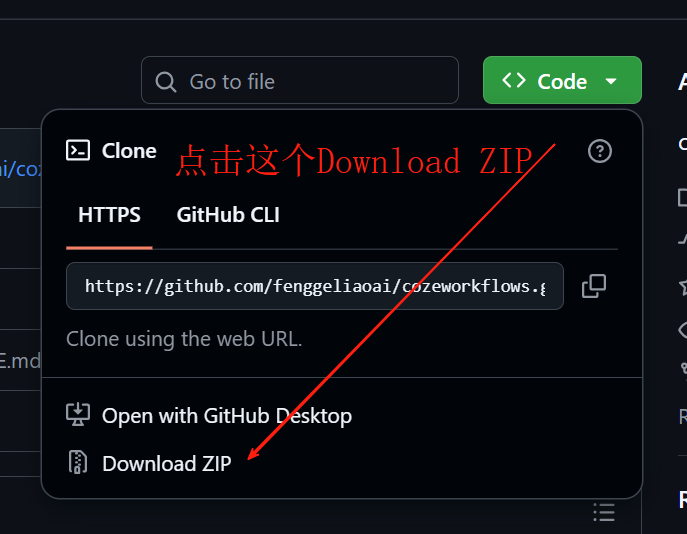 Go to file
Code
A
Clone
点击这个Download ZIP
HTTPS
GitHub CLI
https://github.com/fenggeliaoai/cozeworkflows.g
Clone using the web URL.
E.md
Open with GitHub Desktop
Download ZIP